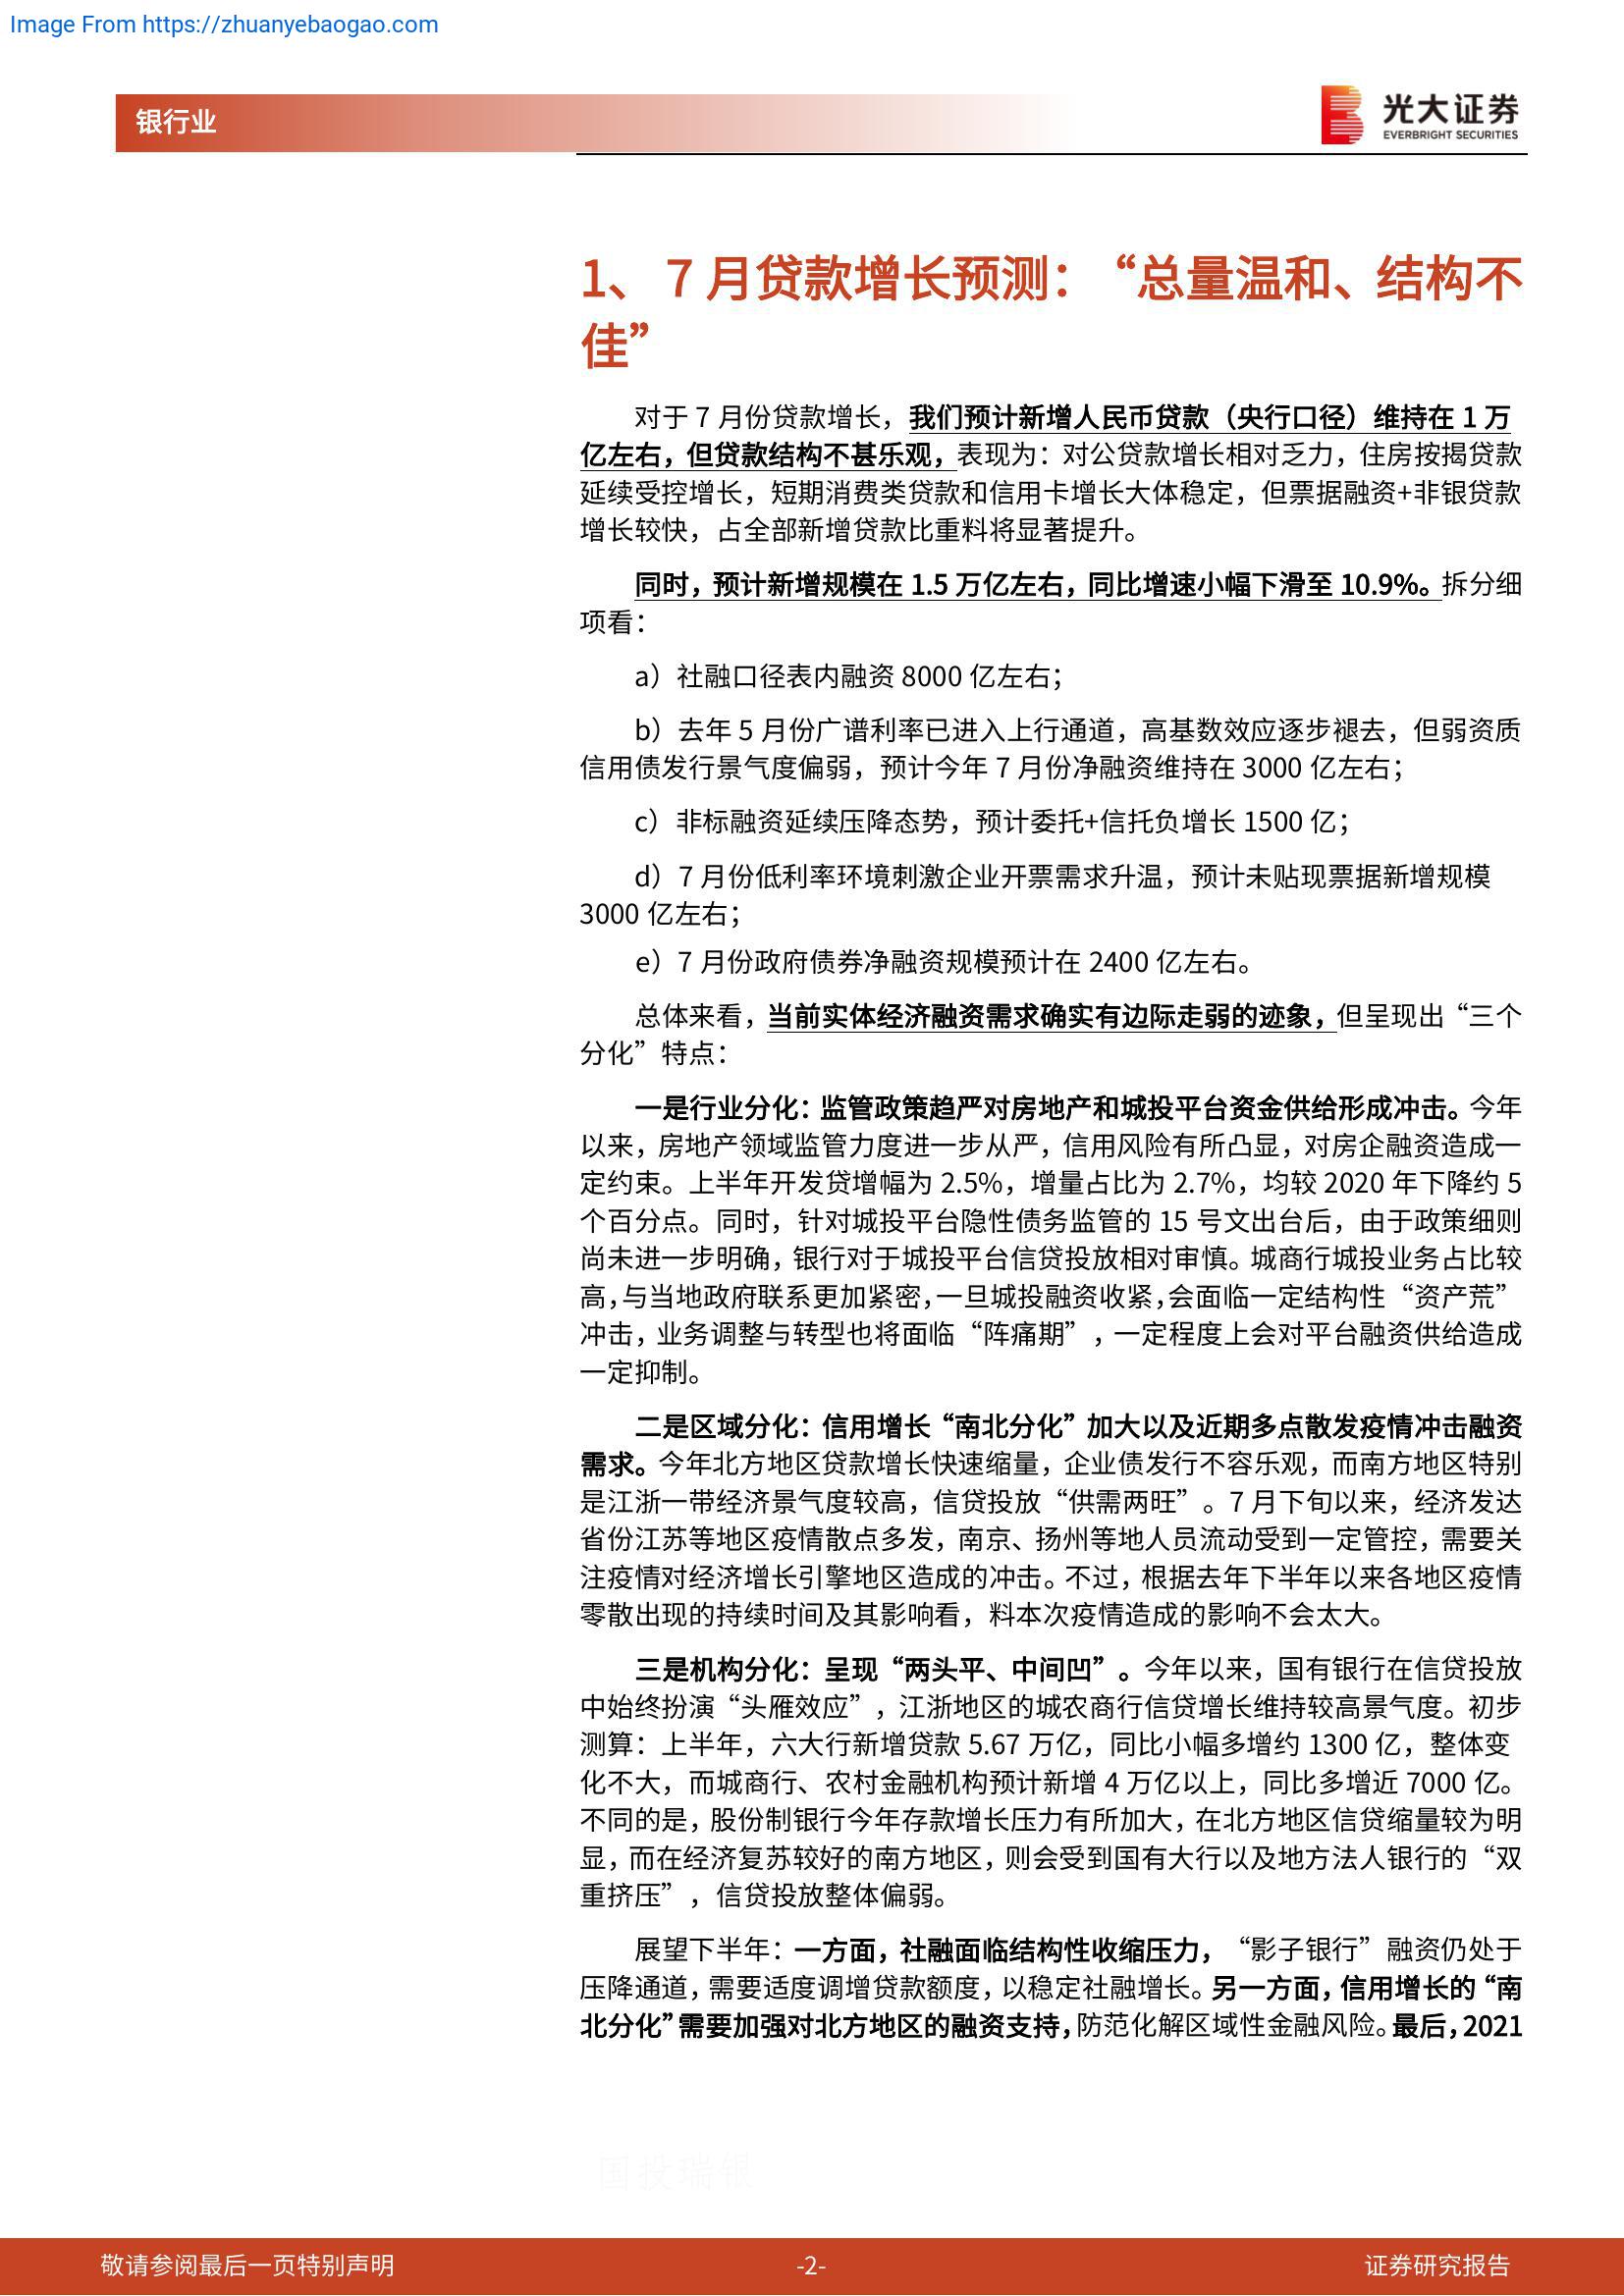 Image From https://zhuanyebaogao.com
银行业
光大证券
EVERBRIGHT SECURITIES
1、 7 月贷款增长预测：“总量温和、结构不
佳”
对于 7 月份贷款增长，我们预计新增人民币贷款（央行口径）维持在 1 万
亿左右，但贷款结构不甚乐观，表现为：对公贷款增长相对乏力，住房按揭贷款
延续受控增长，短期消费类贷款和信用卡增长大体稳定，但票据融资+非银贷款
增长较快，占全部新增贷款比重料将显著提升。
同时，预计新增规模在 1.5 万亿左右，同比增速小幅下滑至 10.9%。拆分细
项看：
a）社融口径表内融资 8000 亿左右；
b）去年 5 月份广谱利率已进入上行通道，高基数效应逐步褪去，但弱资质
信用债发行景气度偏弱，预计今年 7 月份净融资维持在 3000 亿左右；
c）非标融资延续压降态势，预计委托+信托负增长 1500 亿；
d）7 月份低利率环境刺激企业开票需求升温，预计未贴现票据新增规模
3000 亿左右；
e）7 月份政府债券净融资规模预计在 2400 亿左右。
总体来看，当前实体经济融资需求确实有边际走弱的迹象，但呈现出“三个
分化”特点：
一是行业分化：监管政策趋严对房地产和城投平台资金供给形成冲击。今年
以来，房地产领域监管力度进一步从严，信用风险有所凸显，对房企融资造成一
定约束。上半年开发贷增幅为 2.5%，增量占比为 2.7%，均较 2020 年下降约 5
个百分点。同时，针对城投平台隐性债务监管的 15 号文出台后，由于政策细则
尚未进一步明确，银行对于城投平台信贷投放相对审慎。城商行城投业务占比较
高，与当地政府联系更加紧密，一旦城投融资收紧，会面临一定结构性“资产荒”
冲击，业务调整与转型也将面临“阵痛期”，一定程度上会对平台融资供给造成
一定抑制。
二是区域分化：信用增长“南北分化”加大以及近期多点散发疫情冲击融资
需求。今年北方地区贷款增长快速缩量，企业债发行不容乐观，而南方地区特别
是江浙一带经济景气度较高，信贷投放“供需两旺”。7 月下旬以来，经济发达
省份江苏等地区疫情散点多发，南京、扬州等地人员流动受到一定管控，需要关
注疫情对经济增长引擎地区造成的冲击。不过，根据去年下半年以来各地区疫情
零散出现的持续时间及其影响看，料本次疫情造成的影响不会太大。
三是机构分化：呈现“两头平、中间凹”。今年以来，国有银行在信贷投放
中始终扮演“头雁效应”，江浙地区的城农商行信贷增长维持较高景气度。初步
测算：上半年，六大行新增贷款 5.67 万亿，同比小幅多增约 1300 亿，整体变
化不大，而城商行、农村金融机构预计新增 4 万亿以上，同比多增近 7000 亿。
不同的是，股份制银行今年存款增长压力有所加大，在北方地区信贷缩量较为明
显，而在经济复苏较好的南方地区，则会受到国有大行以及地方法人银行的“双
重挤压”，信贷投放整体偏弱。
展望下半年：一方面，社融面临结构性收缩压力，“影子银行”融资仍处于
压降通道，需要适度调增贷款额度，以稳定社融增长。另一方面，信用增长的“南
北分化”需要加强对北方地区的融资支持，防范化解区域性金融风险。最后，2021
国投瑞银
敬请参阅最后一页特别声明
-2-
证券研究报告